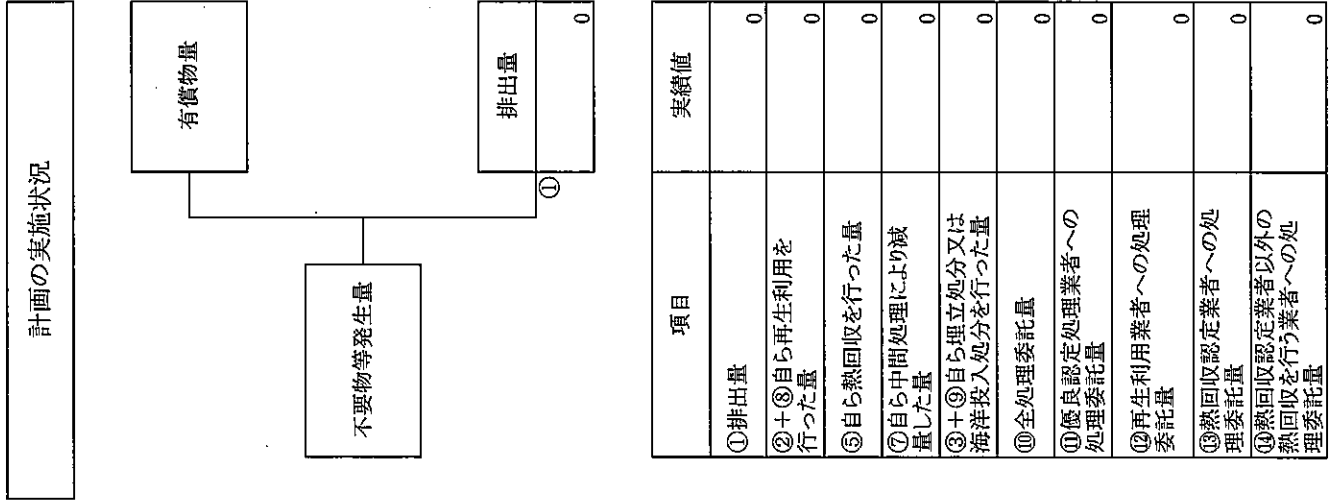 計画の実施状況
有償物量
不要物等発生量
排出量
①
0
項目
実績値
①排出量
0
②+⑧自ら再生利用を
行った量
0
⑤自ら熱回収を行った量
0
⑦自ら中間処理により減
量した量
0
③+⑨自ら埋立処分又は
海洋投入処分を行った量
0
⑩全処理委託量
0
⑪優良認定処理業者への
処理委託量
0
⑫再生利用業者への処理
委託量
0
⑬熱回収認定業者への処
理委託量
0
⑭熱回収認定業者以外の
熱回収を行う業者への処
理委託量
0